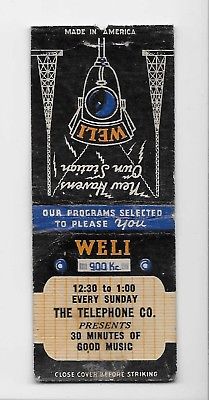 MADE IN AMERICA
WELI
New Havens
Own Station
OUR PROGRAMS SELECTED
TO PLEASE you
WELI
900 Kc.
12:30 to 1:00
EVERY SUNDAY
THE TELEPHONE CO.
PRESENTS
30 MINUTES OF
GOOD MUSIC
CLOSE COVER BEFORE STRIKING